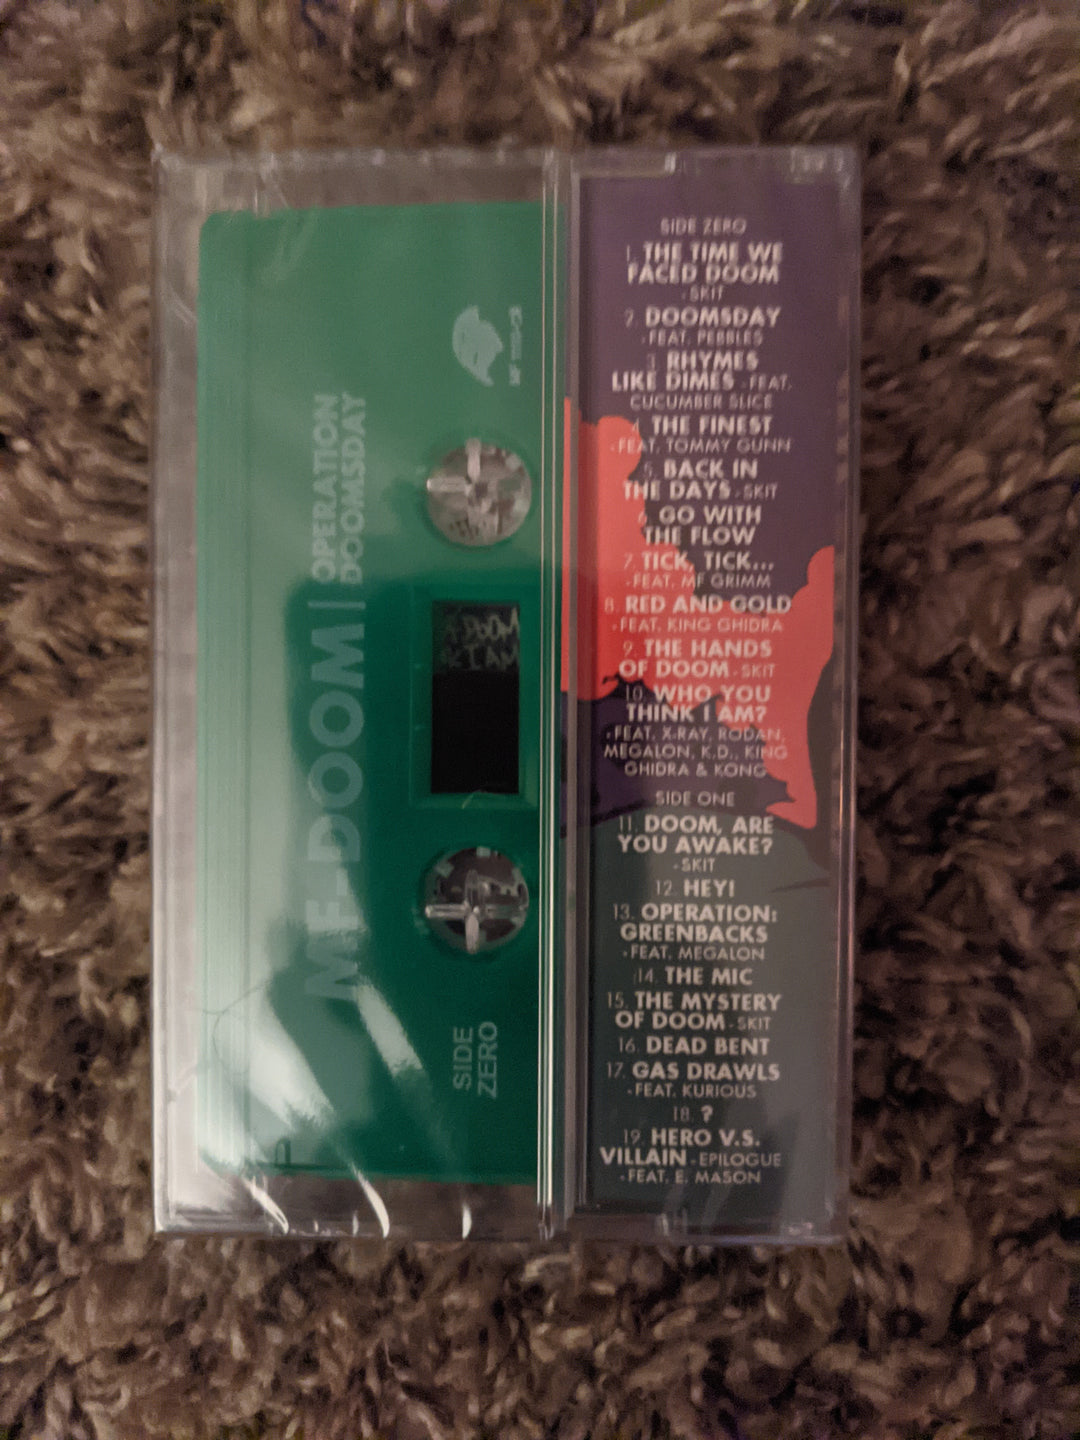 MF-DOOM | OPERATION
DOOMSDAY
SIDE
ZERO
SIDE ZERO
1. THE TIME WE
FACED DOOM
- SKIT
2. DOOMSDAY
- FEAT. PEBBLES
3. RHYMES
LIKE DIMES - FEAT.
CUCUMBER SLICE
4. THE FINEST
- FEAT. TOMMY GUNN
5. BACK IN
THE DAYS - SKIT
6. GO WITH
THE FLOW
7. TICK, TICK...
- FEAT. MF GRIMM
8. RED AND GOLD
- FEAT. KING GHIDRA
9. THE HANDS
OF DOOM - SKIT
10. WHO YOU
THINK I AM?
- FEAT. X-RAY, RODAN,
MEGALON, K.D., KING
GHIDRA & KONG
SIDE ONE
11. DOOM, ARE
YOU AWAKE?
- SKIT
12. HEY!
13. OPERATION:
GREENBACKS
- FEAT. MEGALON
14. THE MIC
15. THE MYSTERY
OF DOOM - SKIT
16. DEAD BENT
17. GAS DRAWLS
- FEAT. KURIOUS
18. ?
19. HERO V.S.
VILLAIN - EPILOGUE
- FEAT. E. MASON